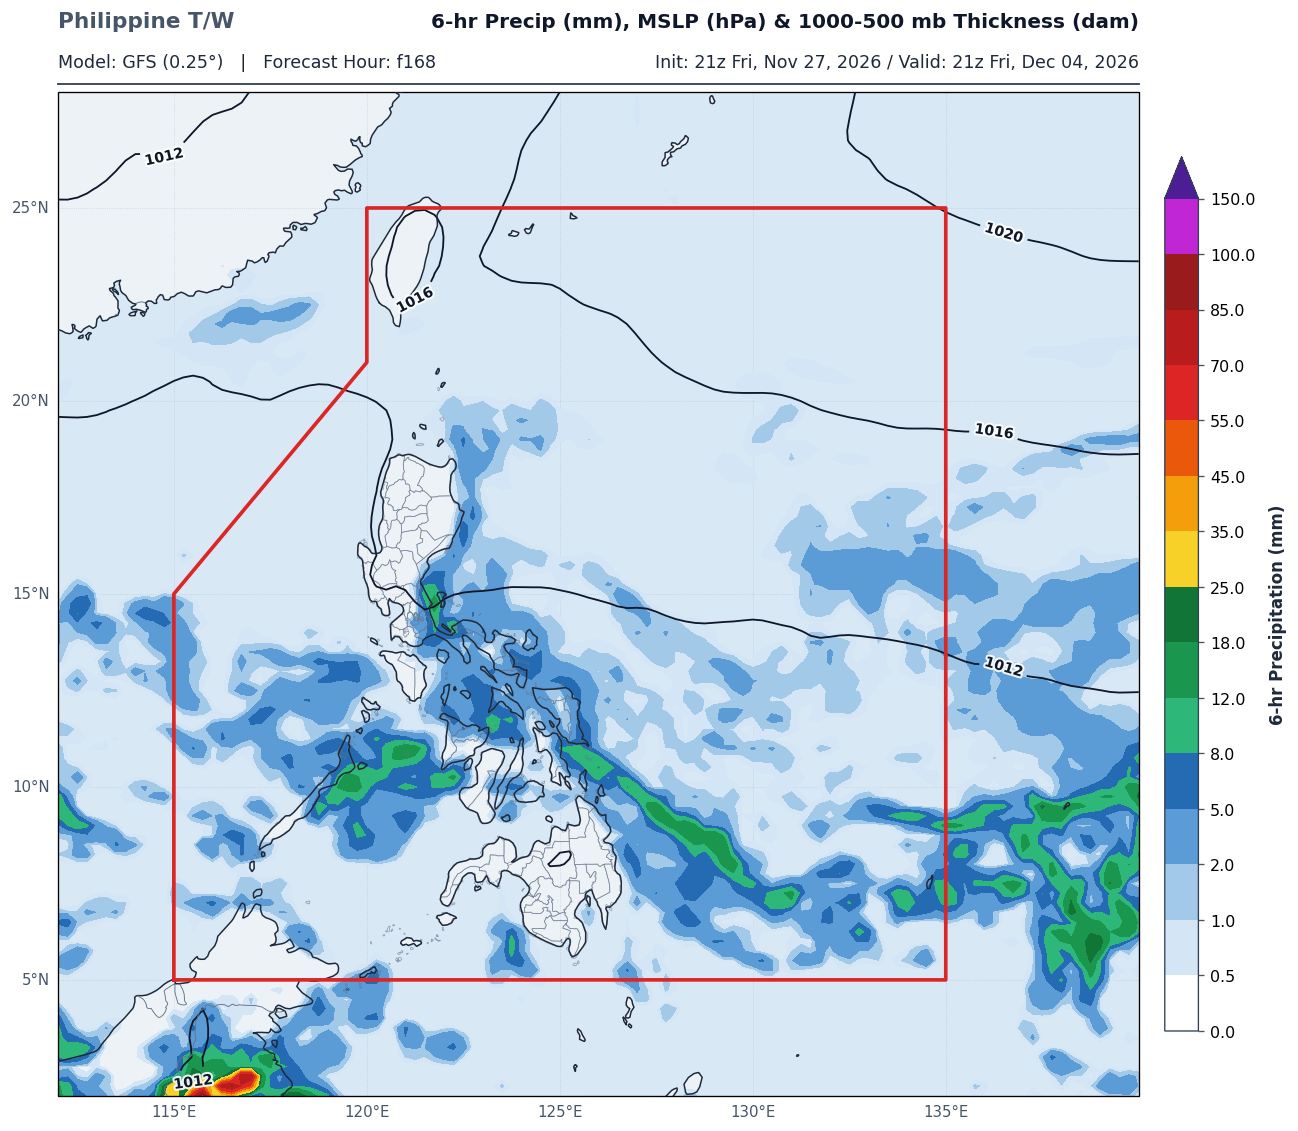 Philippine T/W
6-hr Precip (mm), MSLP (hPa) & 1000-500 mb Thickness (dam)
Model: GFS (0.25°) | Forecast Hour: f168
Init: 21z Fri, Nov 27, 2026 / Valid: 21z Fri, Dec 04, 2026
1012
1020
1016
1016
1012
1012
25°N
20°N
15°N
10°N
5°N
115°E
120°E
125°E
130°E
135°E
150.0
100.0
85.0
70.0
55.0
45.0
35.0
25.0
18.0
12.0
8.0
5.0
2.0
1.0
0.5
0.0
6-hr Precipitation (mm)